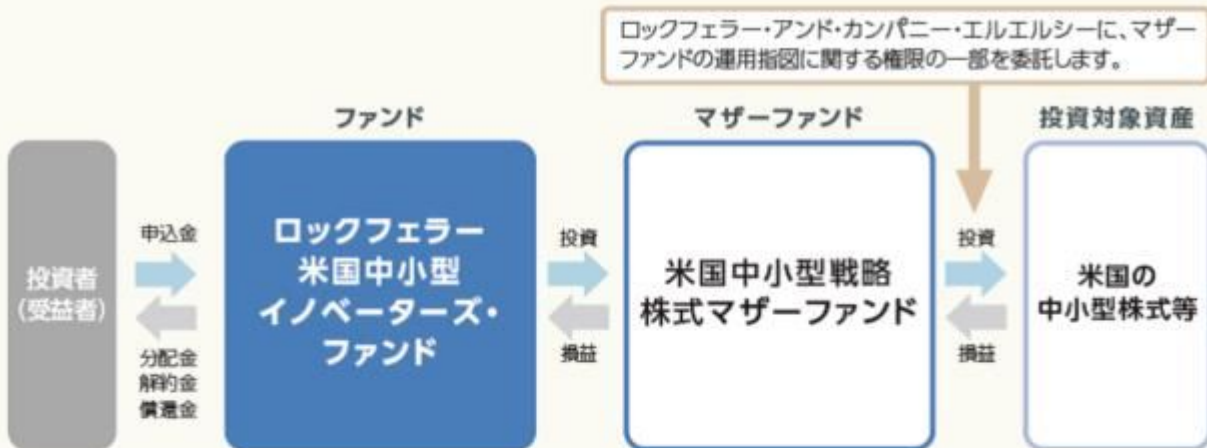 ロックフェラー・アンド・カンパニー・エルエルシーに、マザー
ファンドの運用指図に関する権限の一部を委託します。
ファンド
マザーファンド
投資対象資産
投資者
(受益者)
申込金
分配金
解約金
償還金
ロックフェラー
米国中小型
イノベーターズ・
ファンド
投資
損益
米国中小型戦略
株式マザーファンド
投資
損益
米国の
中小型株式等